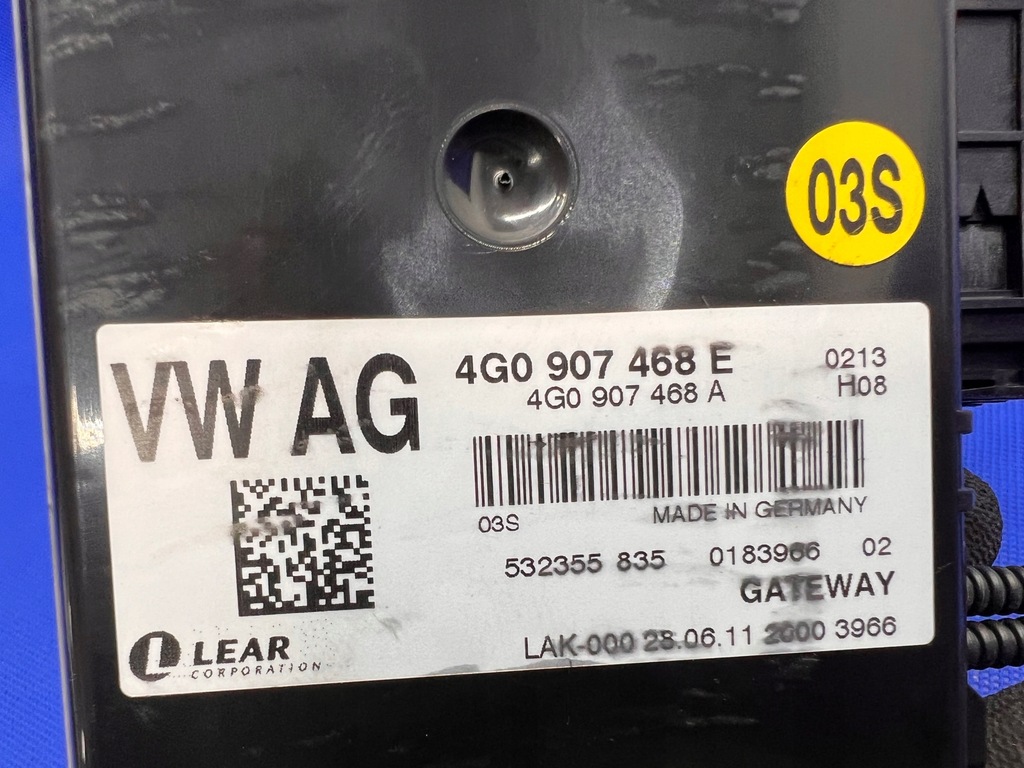 03S
VW AG
4G0 907 468 E
4G0 907 468 A
0213
H08
03S
MADE IN GERMANY
532355 835 0183966 02
GATEWAY
LAK-000 28.06.11 2000 3966
LEAR
CORPORATION